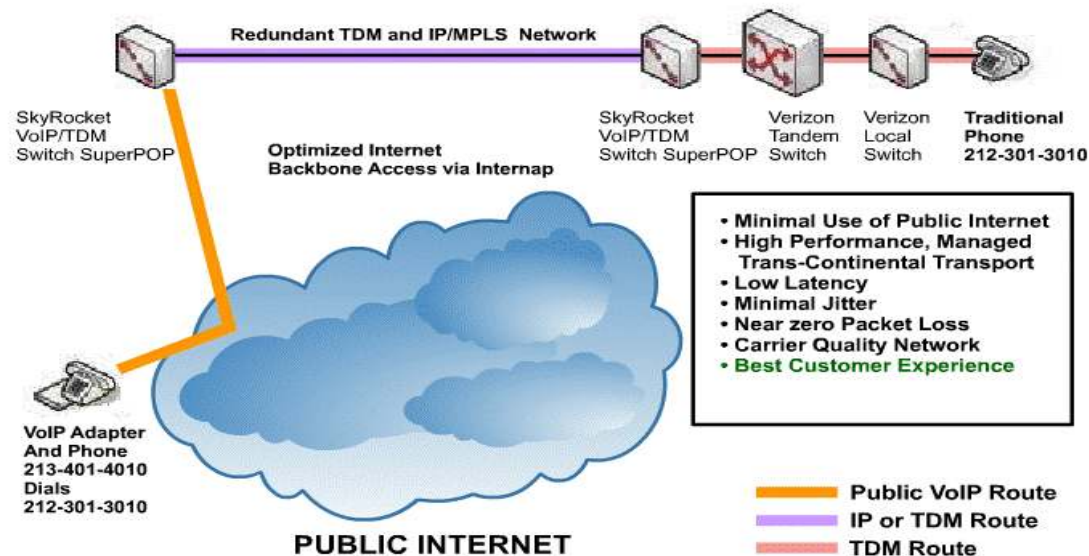 Redundant TDM and IP/MPLS Network
SkyRocket
VoIP/TDM
Switch SuperPOP
SkyRocket
VoIP/TDM
Switch SuperPOP
Verizon
Tandem
Switch
Verizon
Local
Switch
Traditional
Phone
212-301-3010
Optimized Internet
Backbone Access via Internap
• Minimal Use of Public Internet
• High Performance, Managed
Trans-Continental Transport
• Low Latency
• Minimal Jitter
• Near zero Packet Loss
• Carrier Quality Network
• Best Customer Experience
VoIP Adapter
And Phone
213-401-4010
Dials
212-301-3010
PUBLIC INTERNET
Public VoIP Route
IP or TDM Route
TDM Route